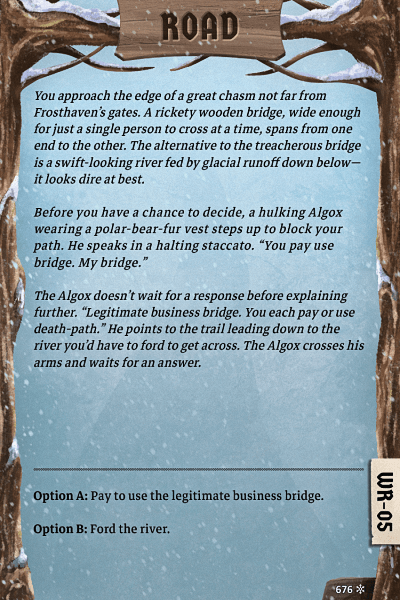 ROAD
You approach the edge of a great chasm not far from
Frosthaven’s gates. A rickety wooden bridge, wide enough
for just a single person to cross at a time, spans from one
end to the other. The alternative to the treacherous bridge
is a swift-looking river fed by glacial runoff down below—
it looks dire at best.
Before you have a chance to decide, a hulking Algox
wearing a polar-bear-fur vest steps up to block your
path. He speaks in a halting staccato. “You pay use
bridge. My bridge.”
The Algox doesn’t wait for a response before explaining
further. “Legitimate business bridge. You each pay or use
death-path.” He points to the trail leading down to the
river you’d have to ford to get across. The Algox crosses his
arms and waits for an answer.
Option A: Pay to use the legitimate business bridge.
Option B: Ford the river.
WR-05
676